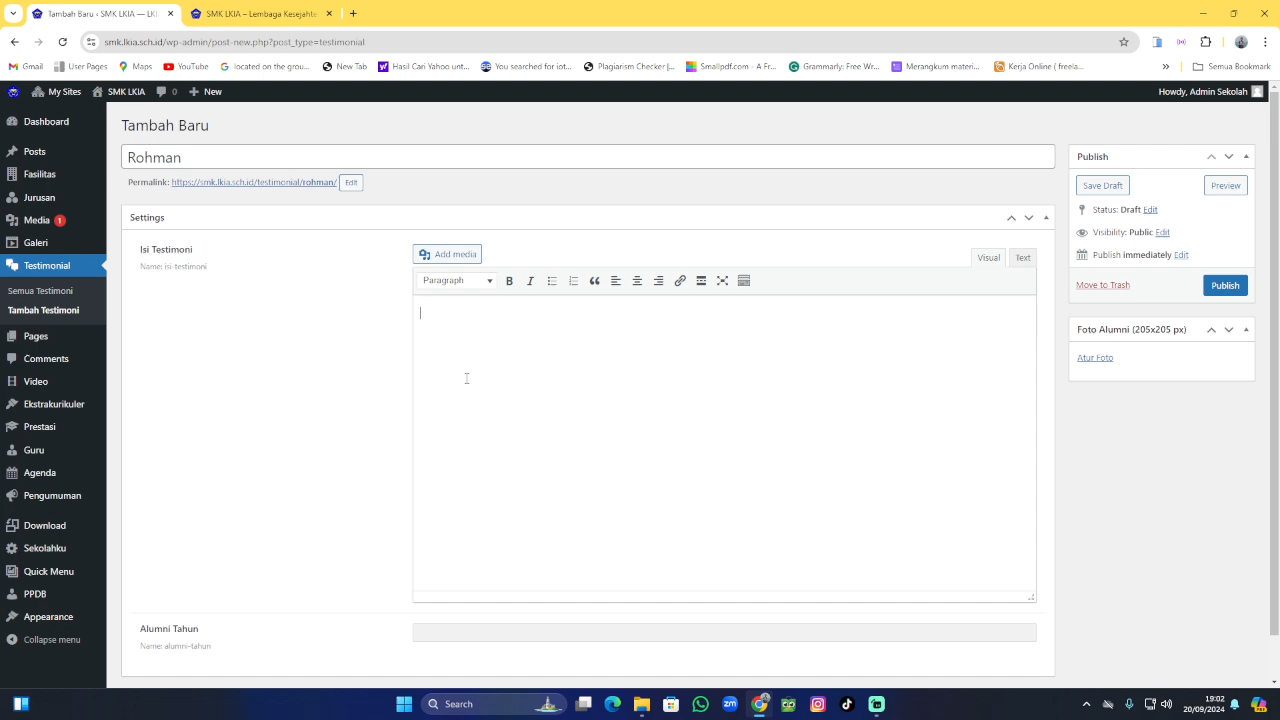 Tambah Baru ‹ SMK LKIA — LKI
SMK LKIA – Lembaga Kesejahte
smk.lkia.sch.id/wp-admin/post-new.php?post_type=testimonial
Gmail
User Pages
Maps
YouTube
located on the grou...
New Tab
Hasil Cari Yahoo unt...
You searched for iot...
Plagiarism Checker |...
Smallpdf.com - A Fr...
Grammarly: Free Wr...
Merangkum materi...
Kerja Online ( freela...
Semua Bookmark
My Sites
SMK LKIA
0
New
Howdy, Admin Sekolah
Dashboard
Posts
Fasilitas
Jurusan
Media 1
Galeri
Testimonial
Semua Testimoni
Tambah Testimoni
Pages
Comments
Video
Ekstrakurikuler
Prestasi
Guru
Agenda
Pengumuman
Download
Sekolahku
Quick Menu
PPDB
Appearance
Collapse menu
Tambah Baru
Rohman
Permalink: https://smk.lkia.sch.id/testimonial/rohman/ Edit
Settings
Isi Testimoni
Name: isi-testimoni
Add media
Visual
Text
Paragraph
Alumni Tahun
Name: alumni-tahun
Publish
Save Draft
Preview
Status: Draft Edit
Visibility: Public Edit
Publish immediately Edit
Move to Trash
Publish
Foto Alumni (205x205 px)
Atur Foto
Search
19:02
20/09/2024